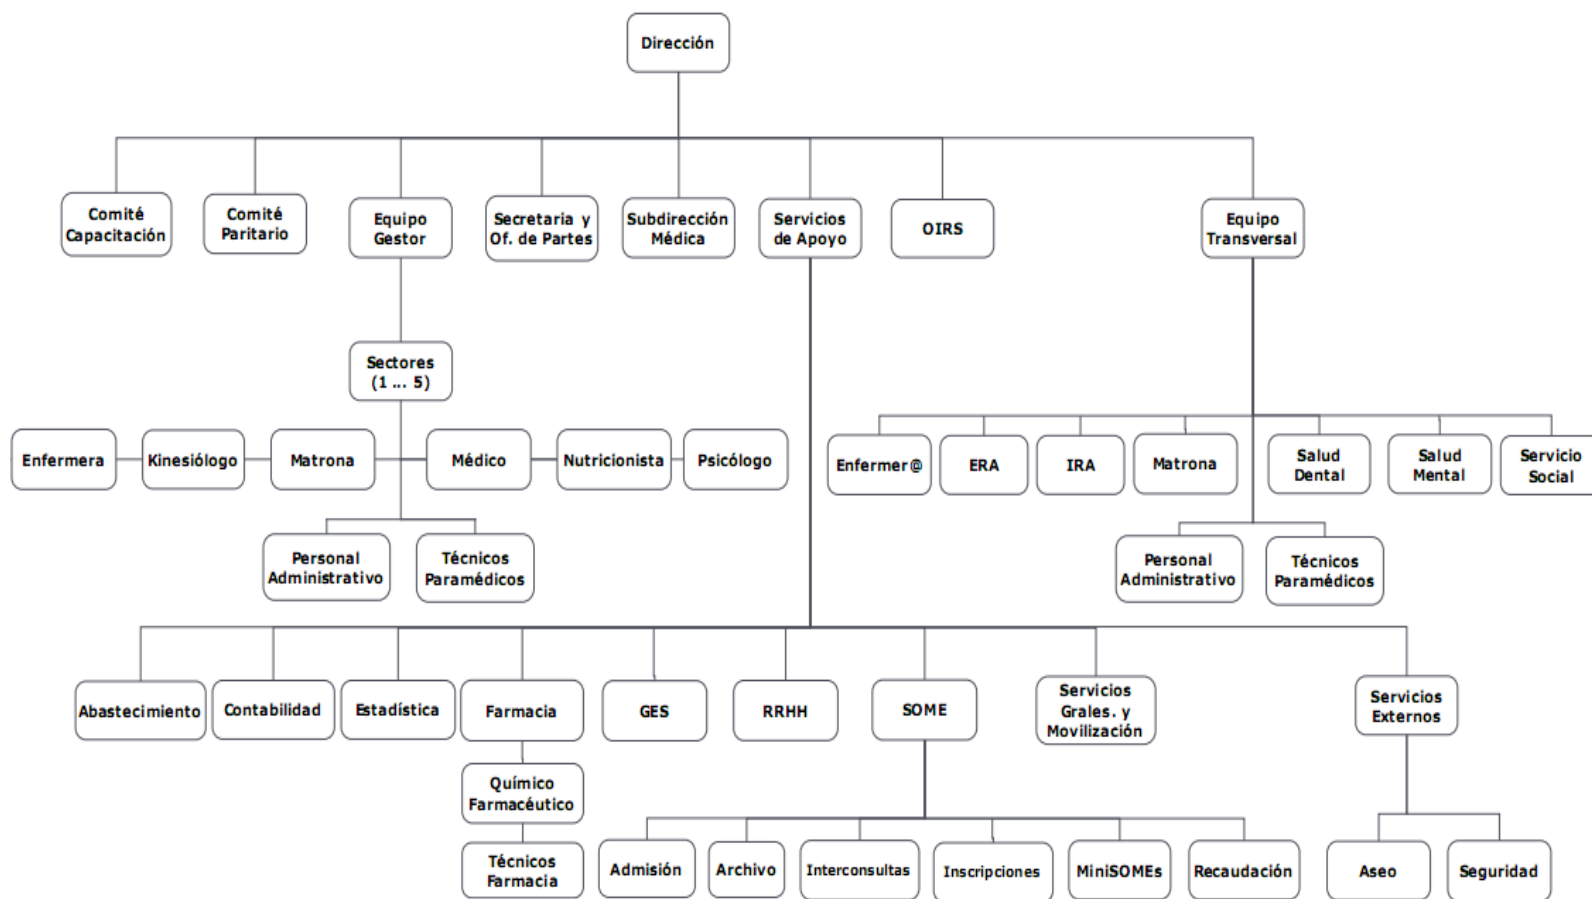 Dirección
Comité
Capacitación
Comité
Paritario
Equipo
Gestor
Secretaria y
Of. de Partes
Subdirección
Médica
Servicios
de Apoyo
OIRS
Equipo
Transversal
Sectores
(1 ... 5)
Enfermera
Kinesiólogo
Matrona
Médico
Nutricionista
Psicólogo
Enfermer@
ERA
IRA
Matrona
Salud
Dental
Salud
Mental
Servicio
Social
Personal
Administrativo
Técnicos
Paramédicos
Personal
Administrativo
Técnicos
Paramédicos
Abastecimiento
Contabilidad
Estadística
Farmacia
GES
RRHH
SOME
Servicios
Grales. y
Movilización
Servicios
Externos
Químico
Farmacéutico
Técnicos
Farmacia
Admisión
Archivo
Interconsultas
Inscripciones
MiniSOMEs
Recaudación
Aseo
Seguridad